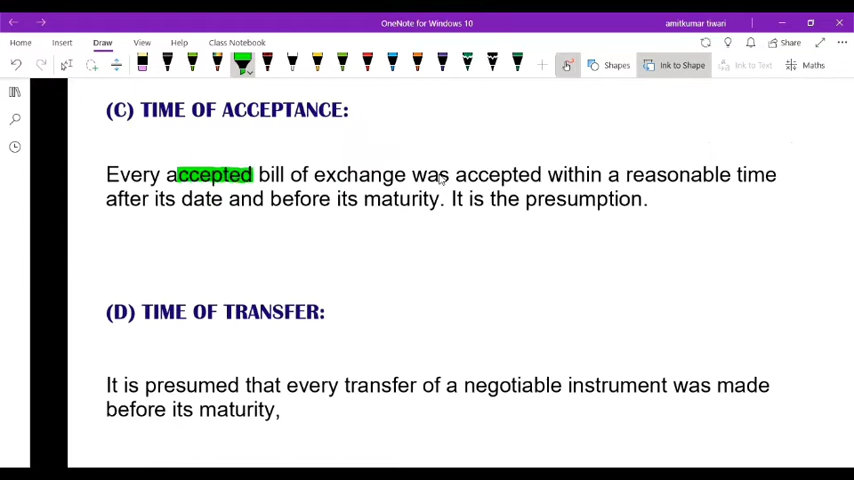 OneNote for Windows 10
amitkumar tiwari
Home Insert Draw View Help Class Notebook
Share
Shapes
Ink to Shape
Ink to Text
Maths
(C) TIME OF ACCEPTANCE:
Every accepted bill of exchange was accepted within a reasonable time
after its date and before its maturity. It is the presumption.
(D) TIME OF TRANSFER:
It is presumed that every transfer of a negotiable instrument was made
before its maturity,